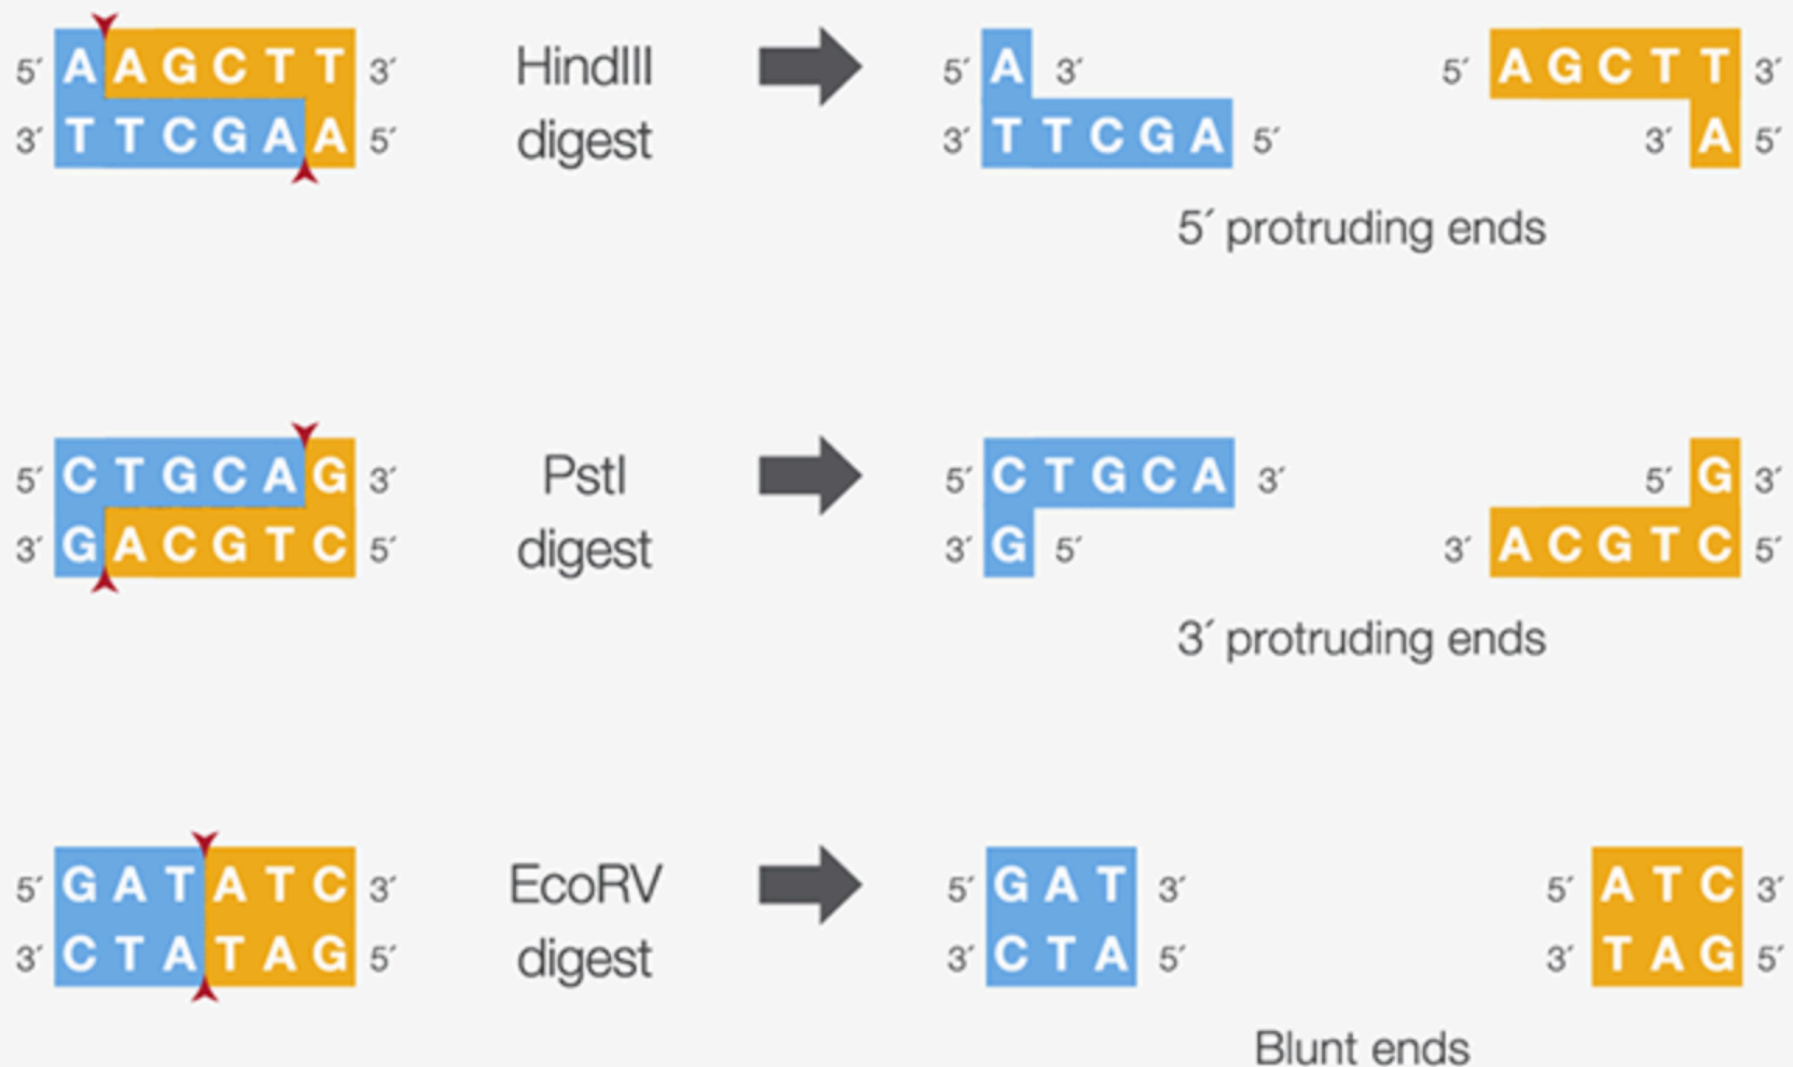 5´ A A G C T T 3´ HindIII 5´ A 3´ 5´ A G C T T 3´
3´ T T C G A A 5´ digest 3´ T T C G A 5´ 3´ A 5´
5´ protruding ends
5´ C T G C A G 3´ PstI 5´ C T G C A 3´ 5´ G 3´
3´ G A C G T C 5´ digest 3´ G 5´ 3´ A C G T C 5´
3´ protruding ends
5´ G A T A T C 3´ EcoRV 5´ G A T 3´ 5´ A T C 3´
3´ C T A T A G 5´ digest 3´ C T A 5´ 3´ T A G 5´
Blunt ends